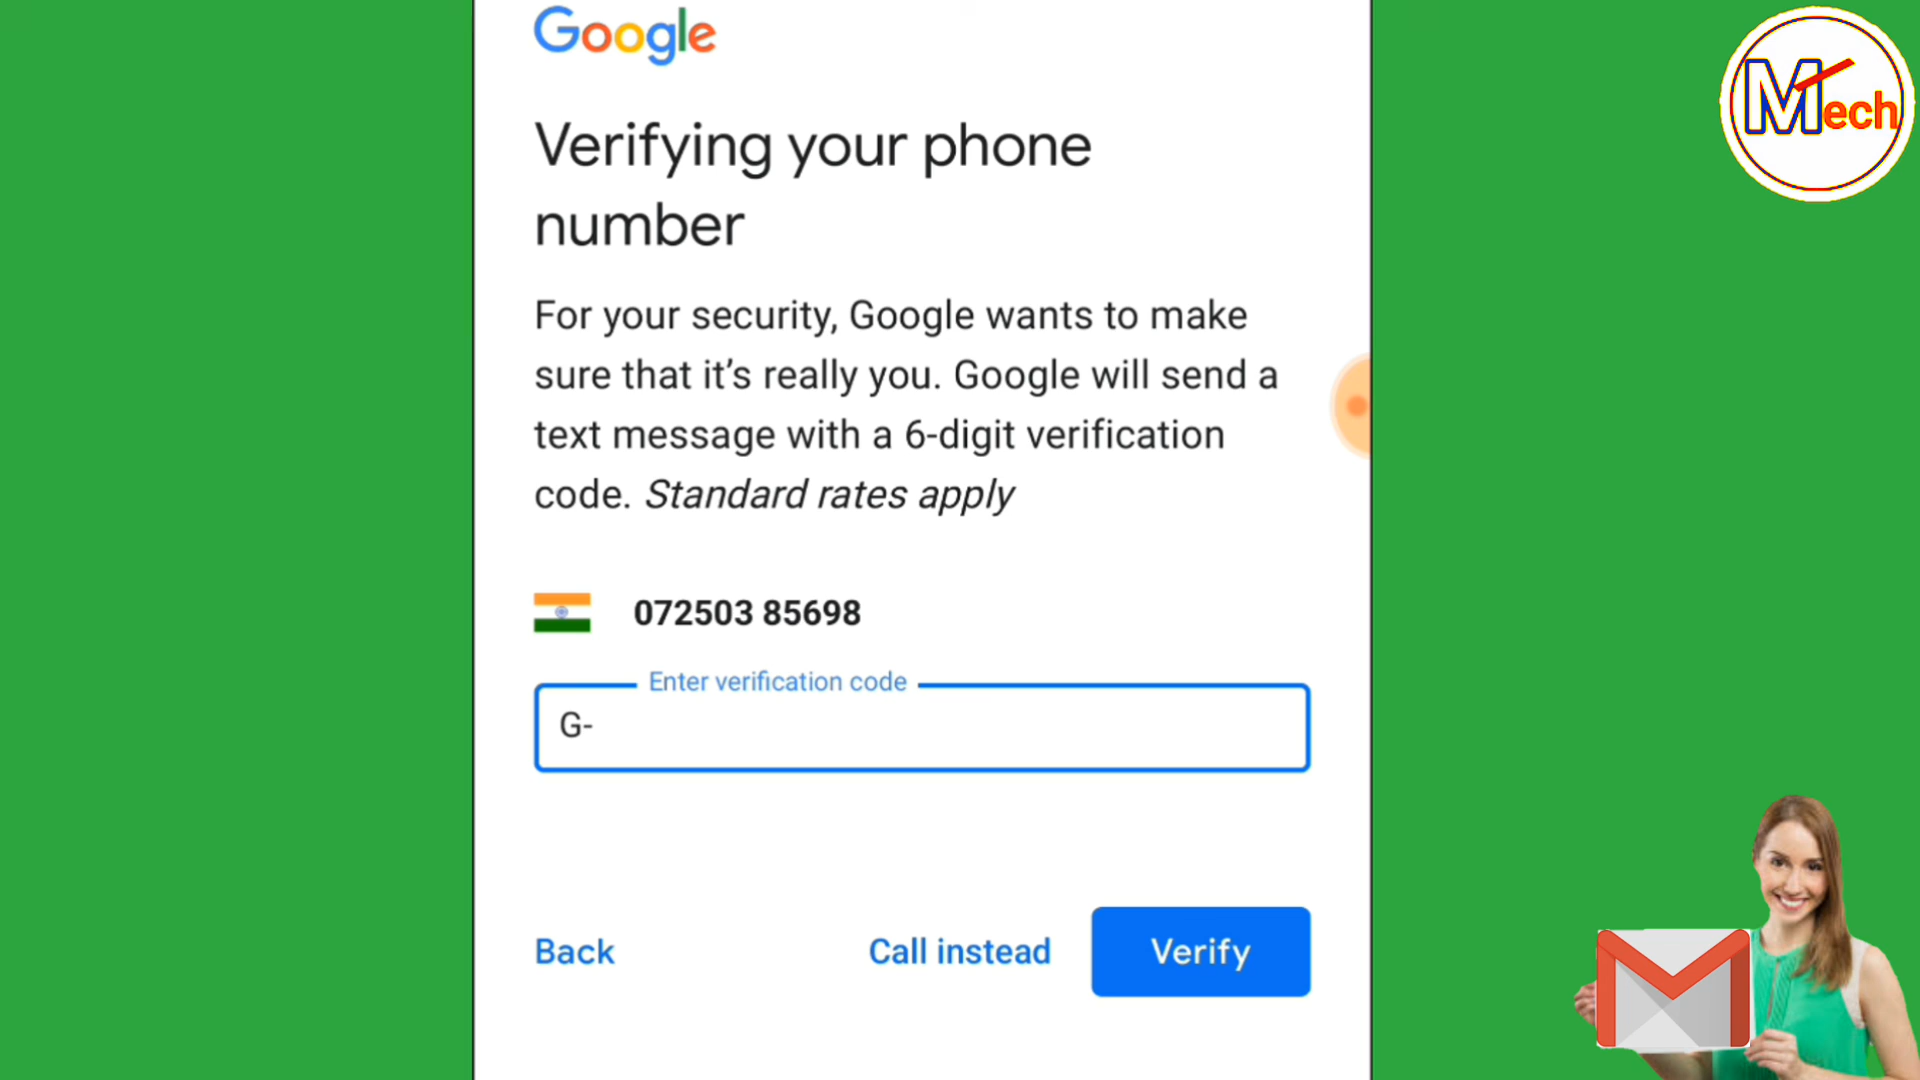 Google
MTech
Verifying your phone
number
For your security, Google wants to make
sure that it’s really you. Google will send a
text message with a 6-digit verification
code. Standard rates apply
072503 85698
Enter verification code
G-
Back
Call instead
Verify